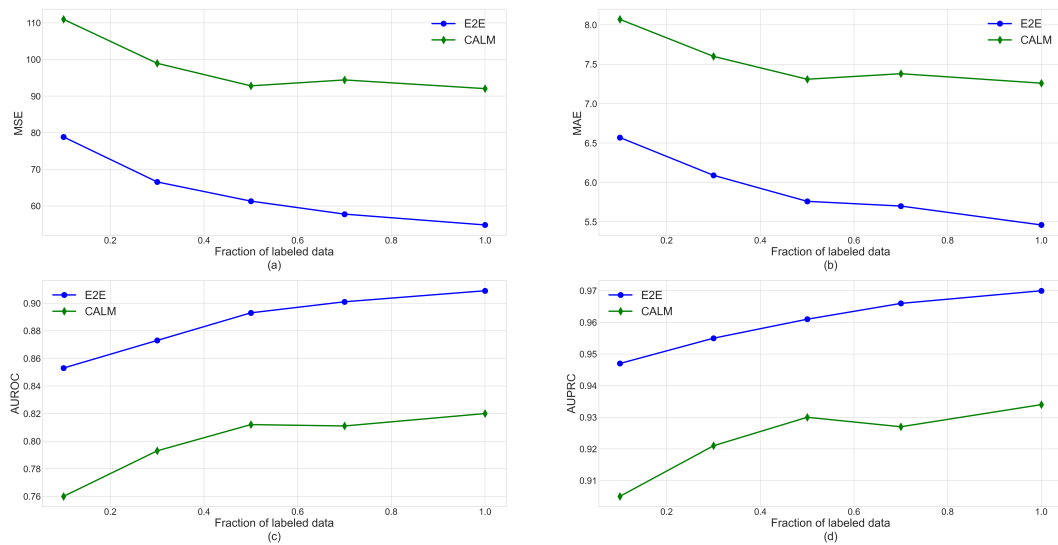 110
100
90
80
70
60
MSE
E2E
CALM
0.2 0.4 0.6 0.8 1.0
Fraction of labeled data
(a)
8.0
7.5
7.0
6.5
6.0
5.5
MAE
E2E
CALM
0.2 0.4 0.6 0.8 1.0
Fraction of labeled data
(b)
0.90
0.88
0.86
0.84
0.82
0.80
0.78
0.76
AUROC
E2E
CALM
0.2 0.4 0.6 0.8 1.0
Fraction of labeled data
(c)
0.97
0.96
0.95
0.94
0.93
0.92
0.91
AUPRC
E2E
CALM
0.2 0.4 0.6 0.8 1.0
Fraction of labeled data
(d)